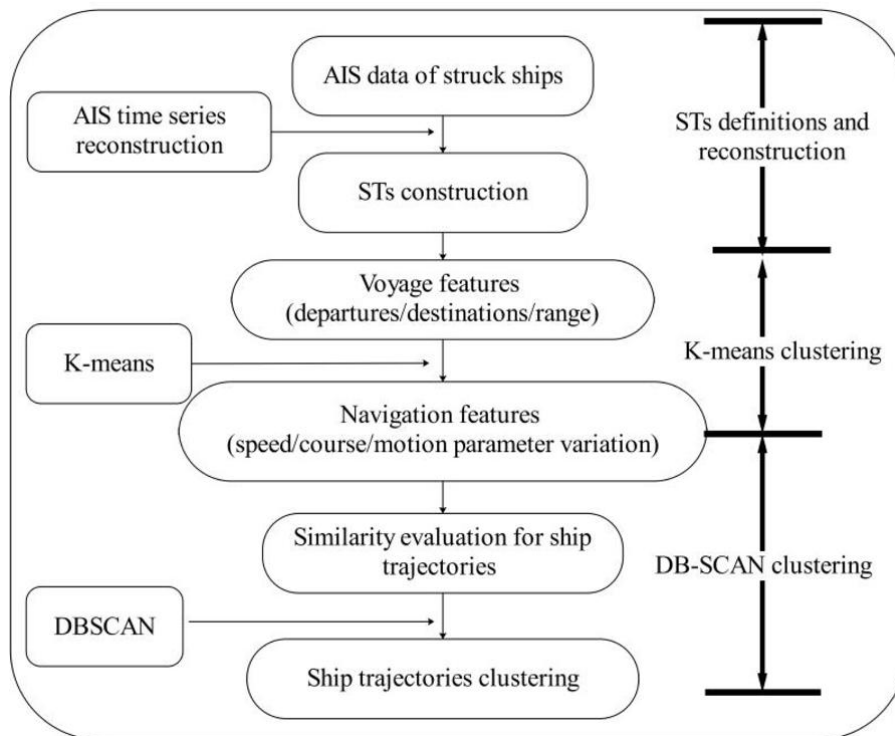 AIS data of struck ships
AIS time series
reconstruction
STs definitions and
reconstruction
STs construction
Voyage features
(departures/destinations/range)
K-means
K-means clustering
Navigation features
(speed/course/motion parameter variation)
Similarity evaluation for ship
trajectories
DB-SCAN clustering
DBSCAN
Ship trajectories clustering